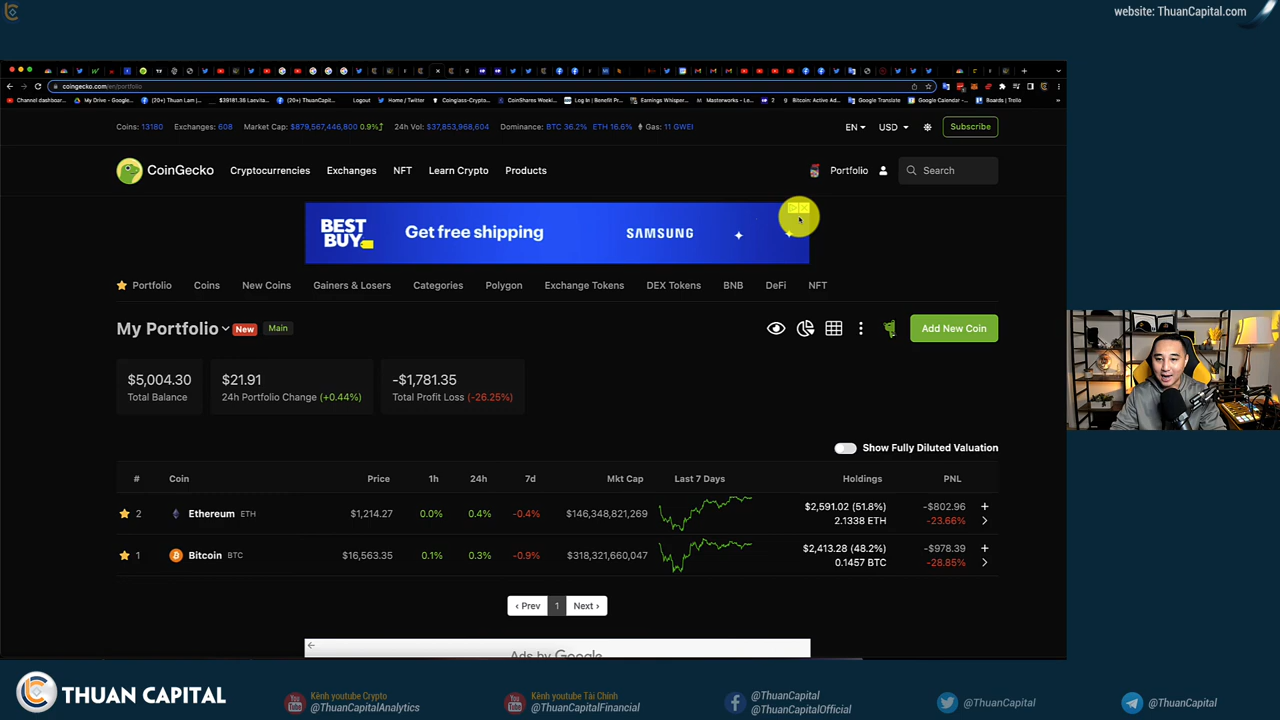 website: ThuanCapital.com
coingecko.com/en/portfolio
Coins: 13180 Exchanges: 608 Market Cap: $879,567,446,800 0.9% 24h Vol: $37,853,968,604 Dominance: BTC 36.2% ETH 16.6% Gas: 11 GWEI
EN USD Subscribe
CoinGecko Cryptocurrencies Exchanges NFT Learn Crypto Products
Portfolio Search
BEST BUY Get free shipping SAMSUNG
Portfolio Coins New Coins Gainers & Losers Categories Polygon Exchange Tokens DEX Tokens BNB DeFi NFT
My Portfolio New Main Add New Coin
$5,004.30 $21.91 -$1,781.35
Total Balance 24h Portfolio Change (+0.44%) Total Profit Loss (-26.25%)
Show Fully Diluted Valuation
# Coin Price 1h 24h 7d Mkt Cap Last 7 Days Holdings PNL
2 Ethereum ETH $1,214.27 0.0% 0.4% -0.4% $146,348,821,269 $2,591.02 (51.8%) -$802.96 +
2.1338 ETH -23.66%
1 Bitcoin BTC $16,563.35 0.1% 0.3% -0.9% $318,321,660,047 $2,413.28 (48.2%) -$978.39 +
0.1457 BTC -28.85%
‹ Prev 1 Next ›
Ads by Google
THUAN CAPITAL
Kênh youtube Crypto
@ThuanCapitalAnalytics
Kênh youtube Tài Chính
@ThuanCapitalFinancial
@ThuanCapital
@ThuanCapitalOfficial
@ThuanCapital
@ThuanCapital